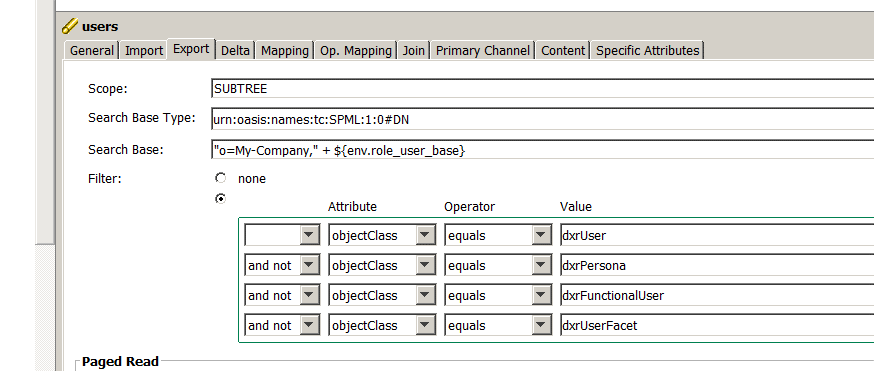 users
General Import Export Delta Mapping Op. Mapping Join Primary Channel Content Specific Attributes
Scope: SUBTREE
Search Base Type: urn:oasis:names:tc:SPML:1:0#DN
Search Base: "o=My-Company," + ${env.role_user_base}
Filter: none
Attribute Operator Value
objectClass equals dxrUser
and not objectClass equals dxrPersona
and not objectClass equals dxrFunctionalUser
and not objectClass equals dxrUserFacet
Paged Read